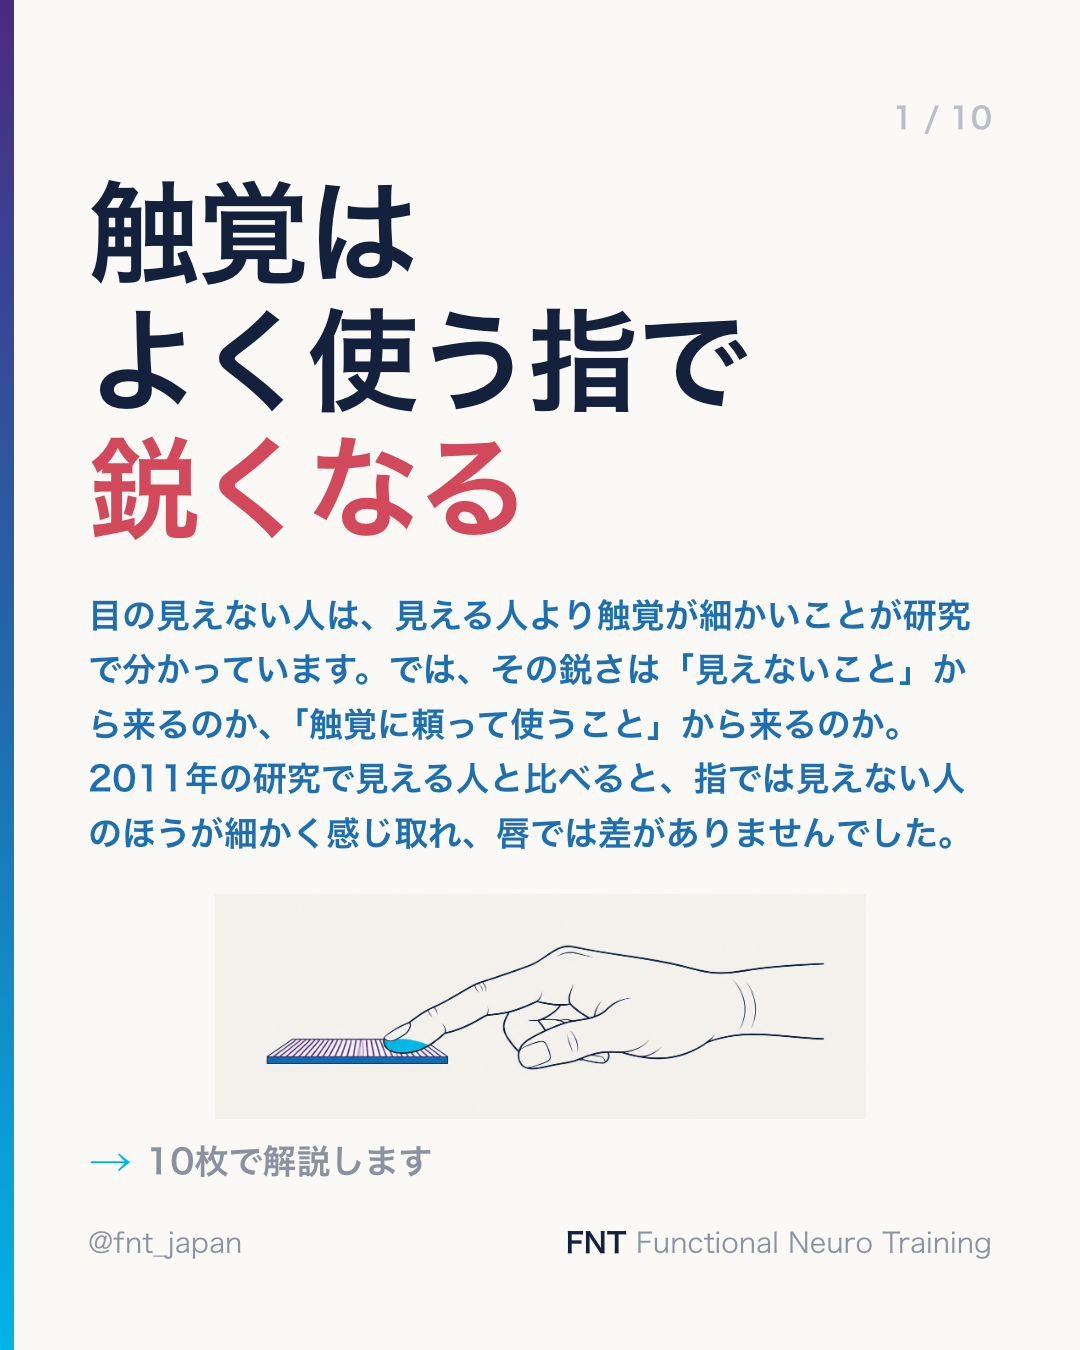 1 / 10
触覚は
よく使う指で
鋭くなる
目の見えない人は、見える人より触覚が細かいことが研究
で分かっています。では、その鋭さは「見えないこと」か
ら来るのか、「触覚に頼って使うこと」から来るのか。
2011年の研究で見える人と比べると、指では見えない人
のほうが細かく感じ取れ、唇では差がありませんでした。
→ 10枚で解説します
@fnt_japan
FNT Functional Neuro Training